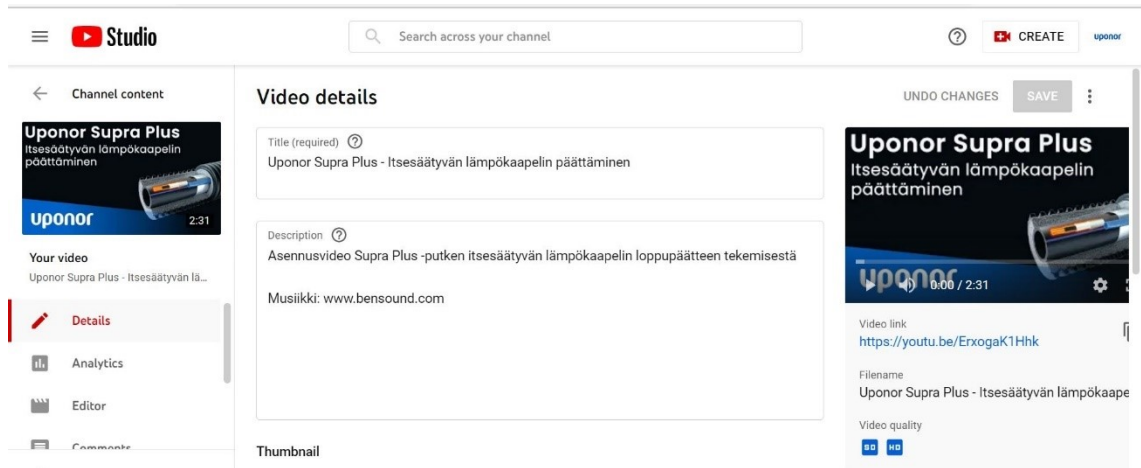 Studio
Search across your channel
CREATE
uponor
Channel content
Uponor Supra Plus
Itsesäätyvän lämpökaapelin
päättäminen
uponor
2:31
Your video
Uponor Supra Plus - Itsesäätyvän lä...
Details
Analytics
Editor
Comments
Video details
UNDO CHANGES
SAVE
Title (required)
Uponor Supra Plus - Itsesäätyvän lämpökaapelin päättäminen
Description
Asennusvideo Supra Plus -putken itsesäätyvän lämpökaapelin loppupäätteen tekemisestä
Musiikki: www.bensound.com
Thumbnail
Uponor Supra Plus
Itsesäätyvän lämpökaapelin
päättäminen
uponor
0:00 / 2:31
Video link
https://youtu.be/ErxogaK1Hhk
Filename
Uponor Supra Plus - Itsesäätyvän lämpökaape
Video quality
SD HD